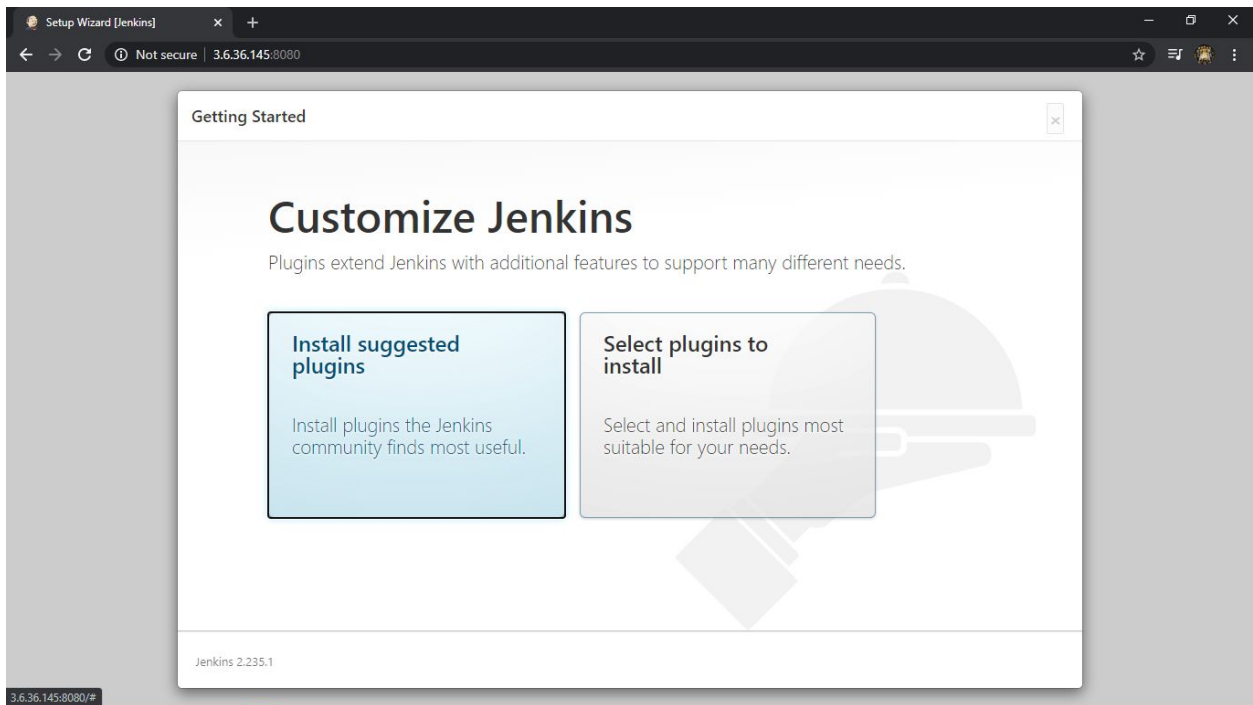 Setup Wizard [Jenkins]
Not secure | 3.6.36.145:8080
Getting Started
Customize Jenkins
Plugins extend Jenkins with additional features to support many different needs.
Install suggested
plugins
Install plugins the Jenkins
community finds most useful.
Select plugins to
install
Select and install plugins most
suitable for your needs.
Jenkins 2.235.1
3.6.36.145:8080/#